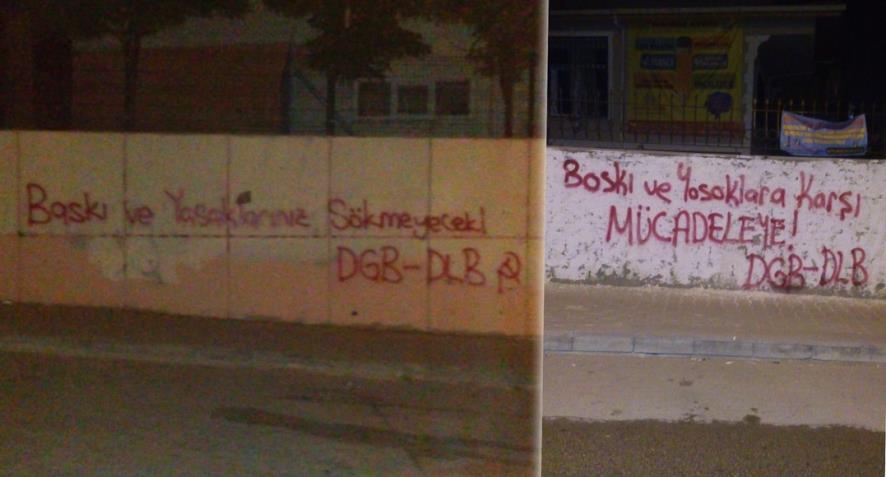 Baskı ve Yasaklarınız Sökmeyecek!
DGB-DLB
Baskı ve Yasaklara Karşı
MÜCADELEYE!
DGB-DLB